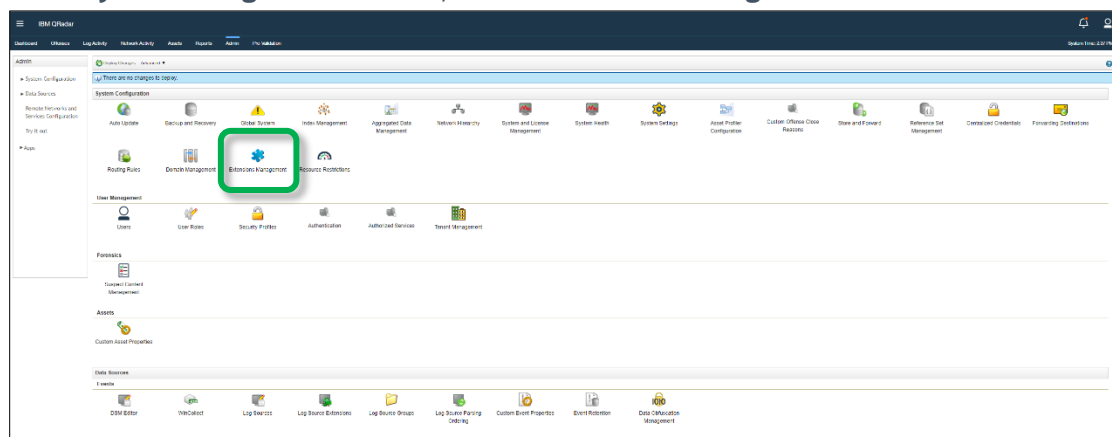 IBM QRadar
Dashboard Offenses Log Activity Network Activity Assets Reports Admin Pre-Validation
System Time: 2:37 PM
Admin
Deploy Changes Advanced
There are no changes to deploy.
System Configuration
Data Sources
Remote Networks and
Services Configuration
Try it out
Apps
System Configuration
Auto Update
Backup and Recovery
Global System
Index Management
Aggregated Data
Management
Network Hierarchy
System and License
Management
System Health
System Settings
Asset Profiler
Configuration
Custom Offense Close
Reasons
Store and Forward
Reference Set
Management
Centralized Credentials
Forwarding Destinations
Routing Rules
Domain Management
Extensions Management
Resource Restrictions
User Management
Users
User Roles
Security Profiles
Authentication
Authorized Services
Tenant Management
Forensics
Suspect Content
Management
Assets
Custom Asset Properties
Data Sources
Events
DSM Editor
WinCollect
Log Sources
Log Source Extensions
Log Source Groups
Log Source Parsing
Ordering
Custom Event Properties
Event Retention
Data Obfuscation
Management